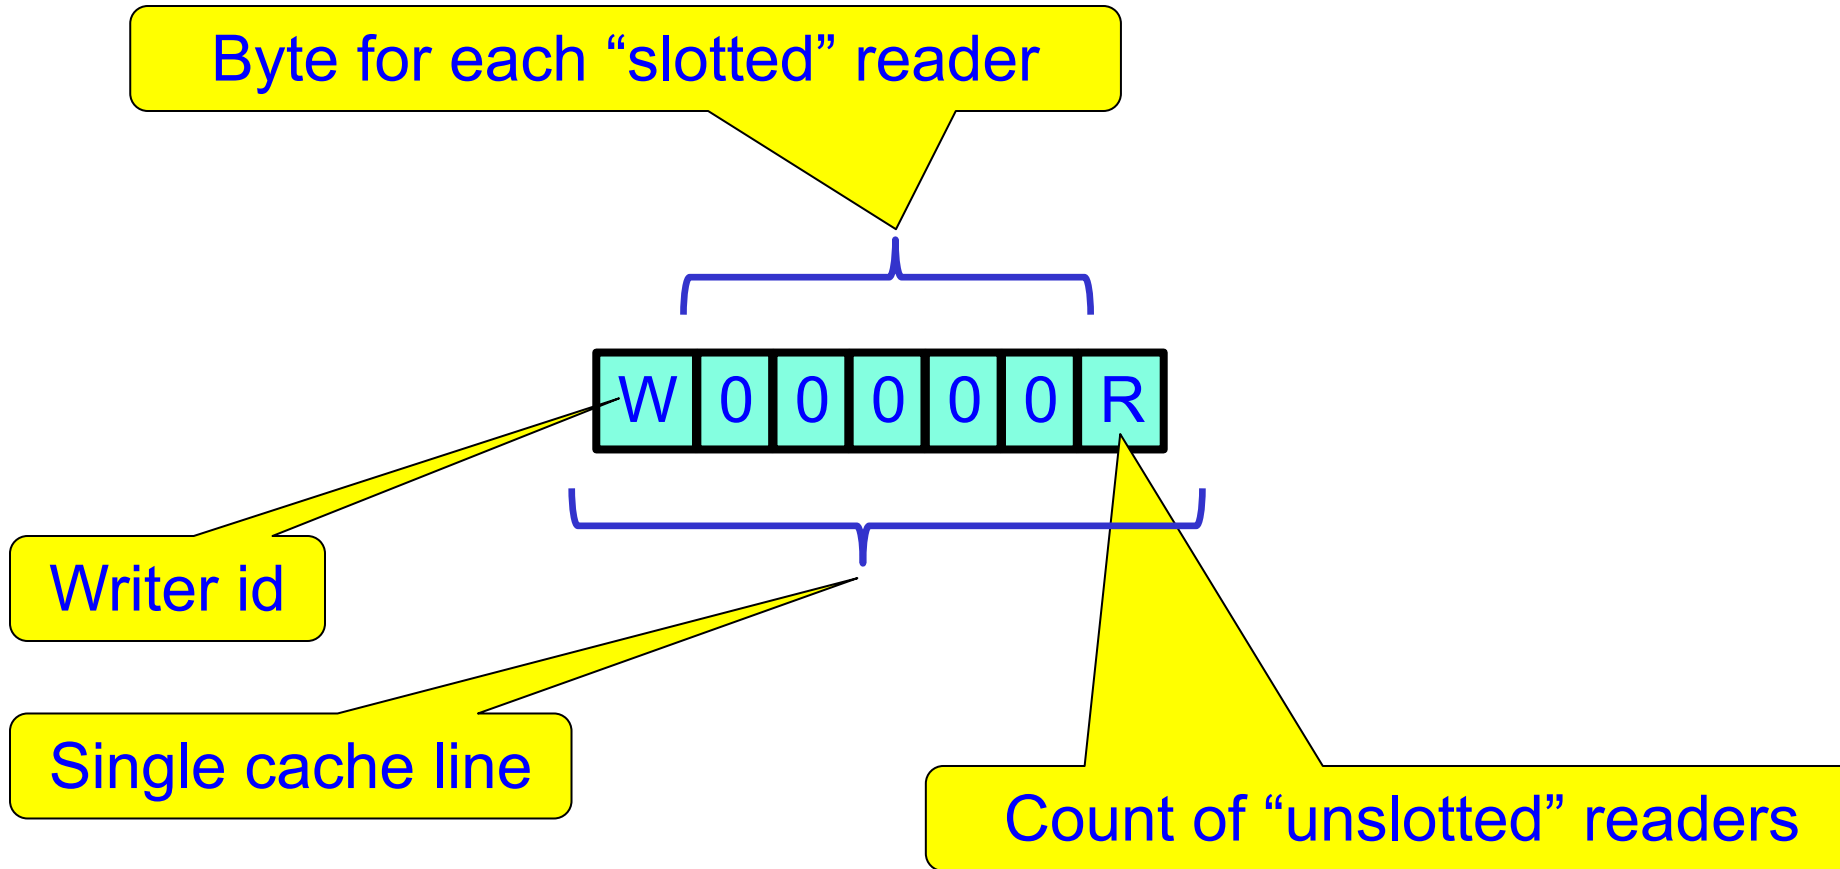 Byte for each “slotted” reader
W 0 0 0 0 0 R
Writer id
Single cache line
Count of “unslotted” readers